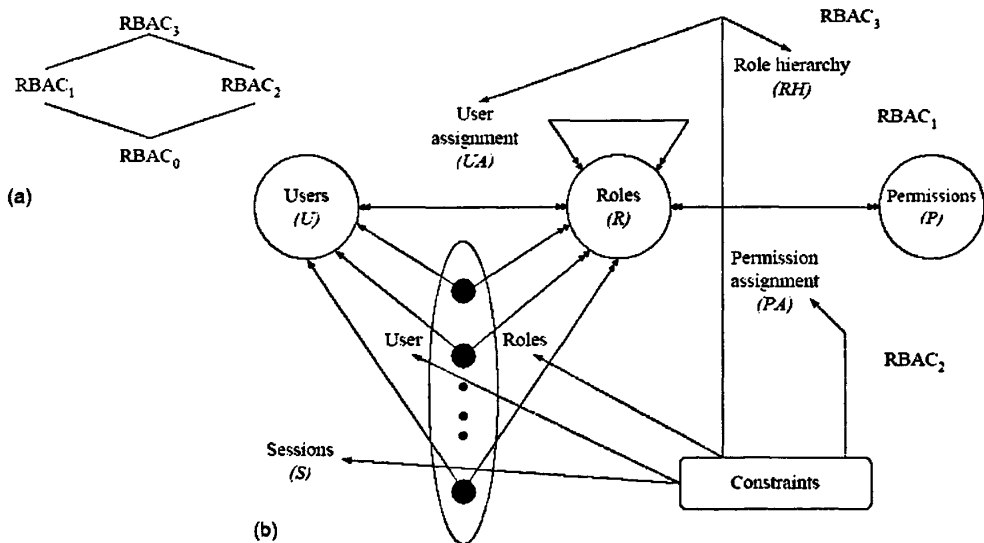 RBAC3
RBAC1
RBAC2
RBAC0
(a)
RBAC3
Role hierarchy
(RH)
User
assignment
(UA)
RBAC1
Users
(U)
Roles
(R)
Permissions
(P)
Permission
assignment
(PA)
User
Roles
RBAC2
Sessions
(S)
Constraints
(b)